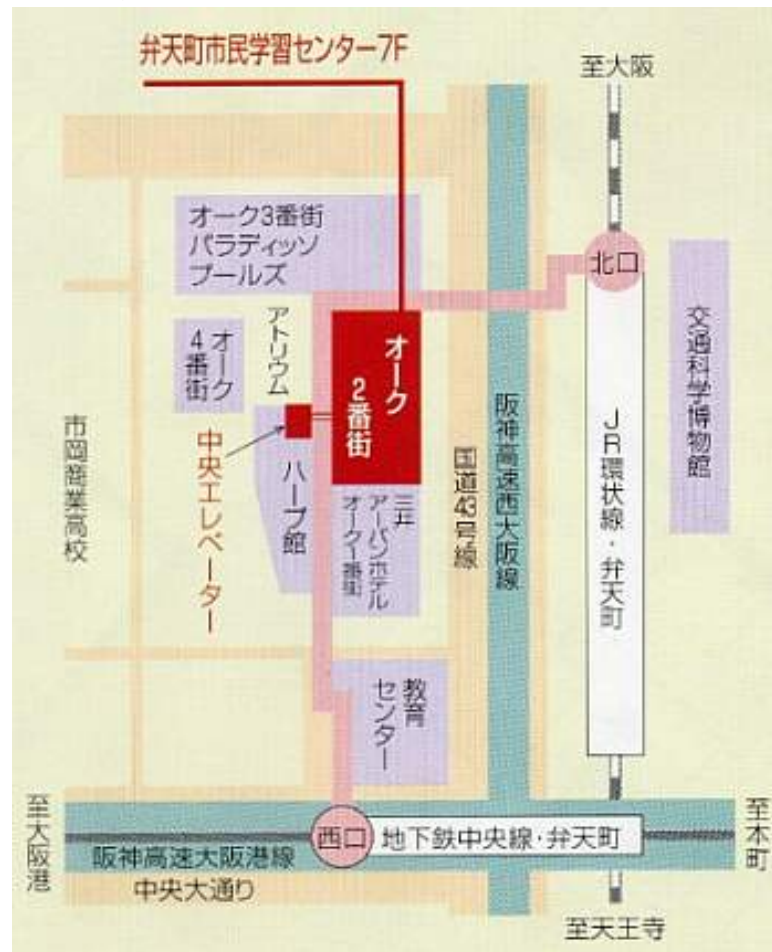 弁天町市民学習センター7F
至大阪
北口
オーク3番街
パラディッソ
プールズ
アトリウム
オーク
4番街
オーク
2番街
交通科学博物館
市岡商業高校
中央エレベーター
ハーブ館
三井
アーバンホテル
オーク1番街
国道43号線
阪神高速西大阪線
JR環状線・弁天町
教育
センター
至大阪港
西口
地下鉄中央線・弁天町
至本町
阪神高速大阪港線
中央大通り
至天王寺